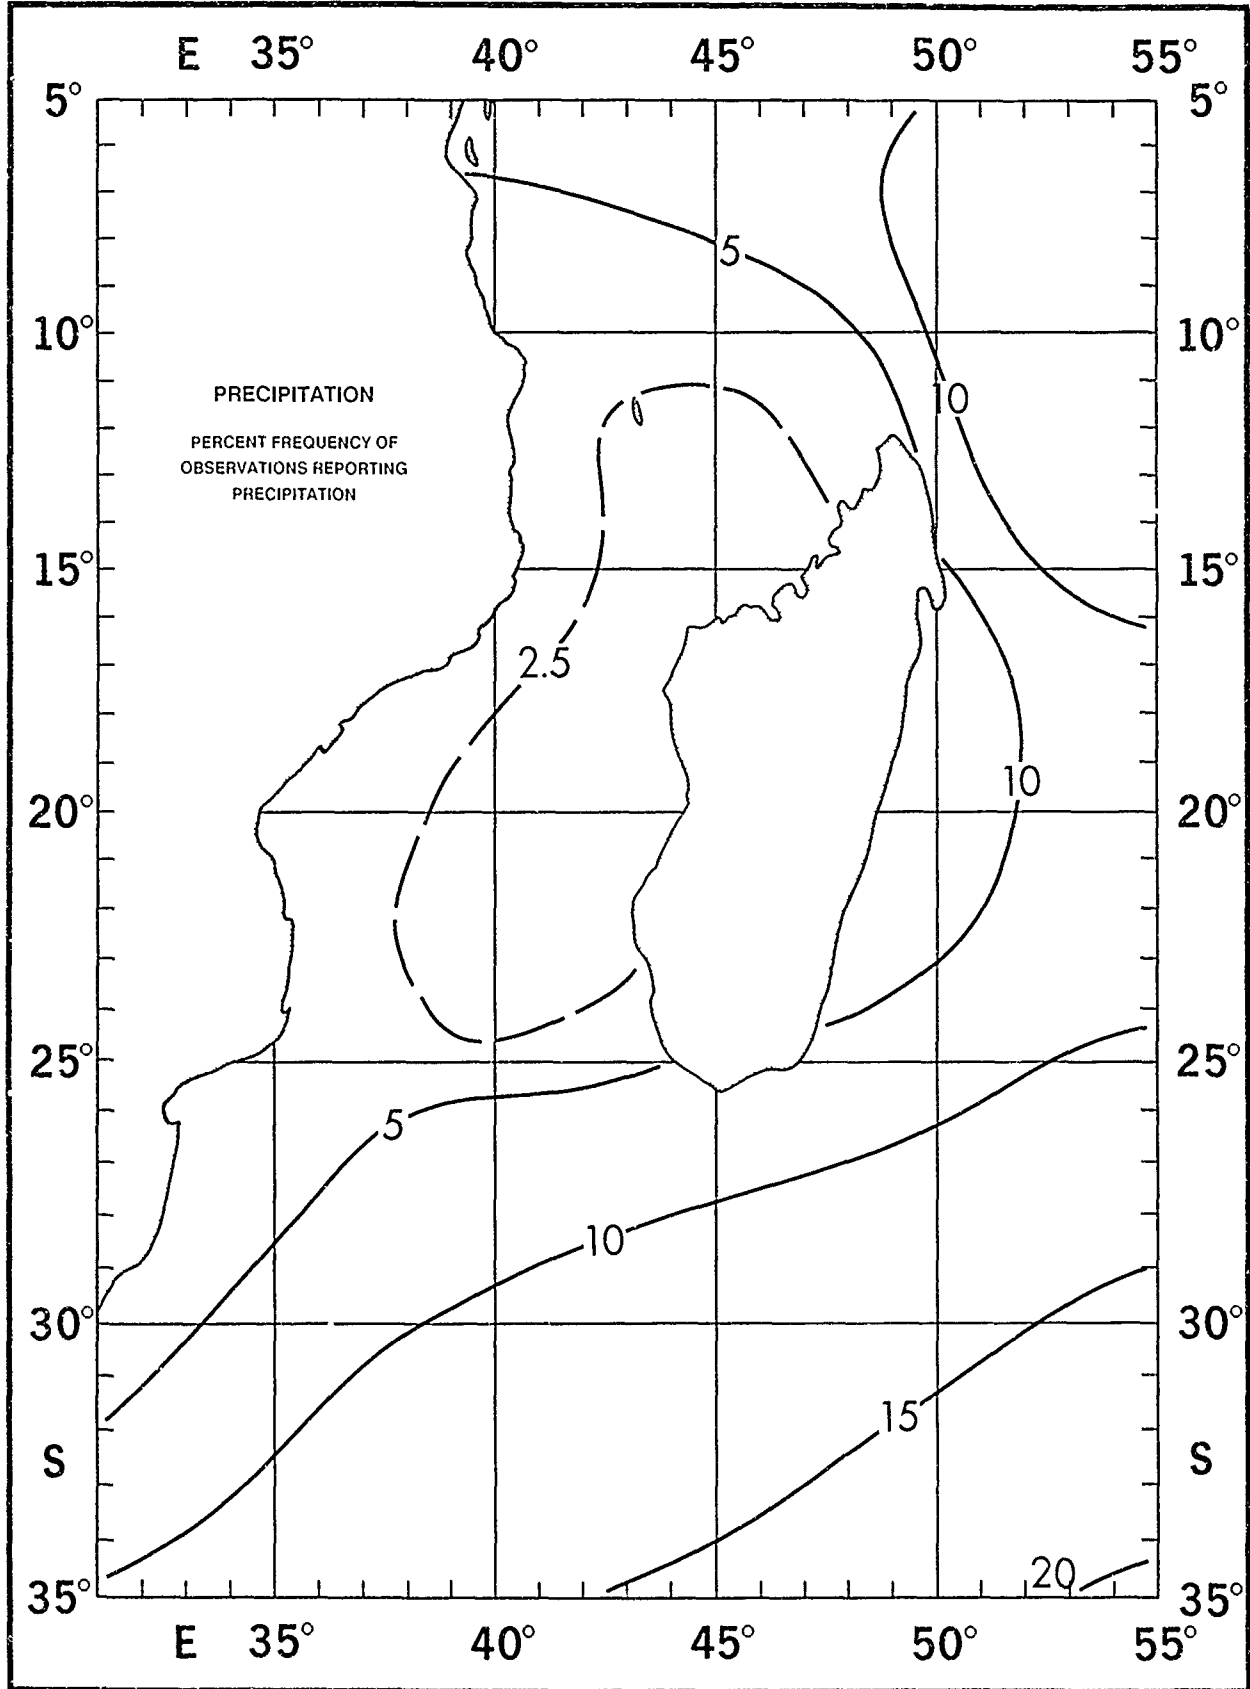 E 35° 40° 45° 50° 55°
5° 5°
5
10° 10°
PRECIPITATION
10
PERCENT FREQUENCY OF
OBSERVATIONS REPORTING
PRECIPITATION
15° 15°
2.5
10
20° 20°
25° 25°
5
10
30° 30°
15
S S
20
35° 35°
E 35° 40° 45° 50° 55°